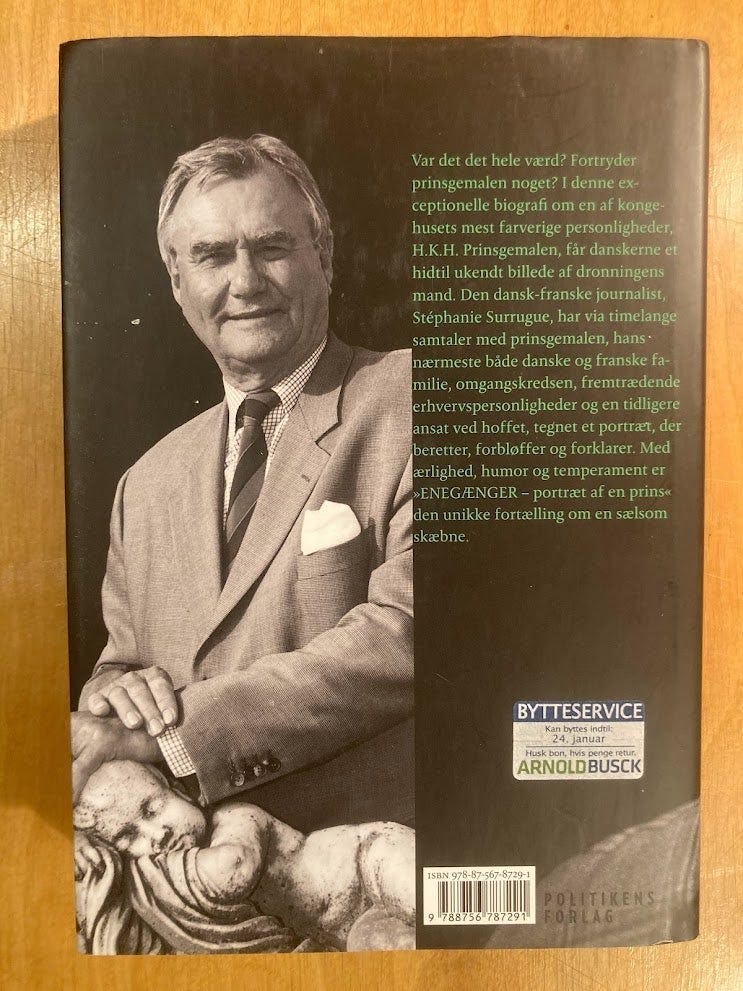 Var det det hele værd? Fortryder
prinsgemalen noget? I denne ex-
ceptionelle biografi om en af konge-
husets mest farverige personligheder,
H.K.H. Prinsgemalen, får danskerne et
hidtil ukendt billede af dronningens
mand. Den dansk-franske journalist,
Stéphanie Surrugue, har via timelange
samtaler med prinsgemalen, hans
nærmeste både danske og franske fa-
milie, omgangskredsen, fremtrædende
erhvervspersonligheder og en tidligere
ansat ved hoffet, tegnet et portræt, der
beretter, forbløffer og forklarer. Med
ærlighed, humor og temperament er
»ENEGÆNGER – portræt af en prins«
den unikke fortælling om en sælsom
skæbne.
BYTTESERVICE
Kan byttes indtil:
24. januar
Husk bon, hvis penge retur.
ARNOLD BUSCK
ISBN 978-87-567-8729-1
9 788756 787291
POLITIKENS
FORLAG